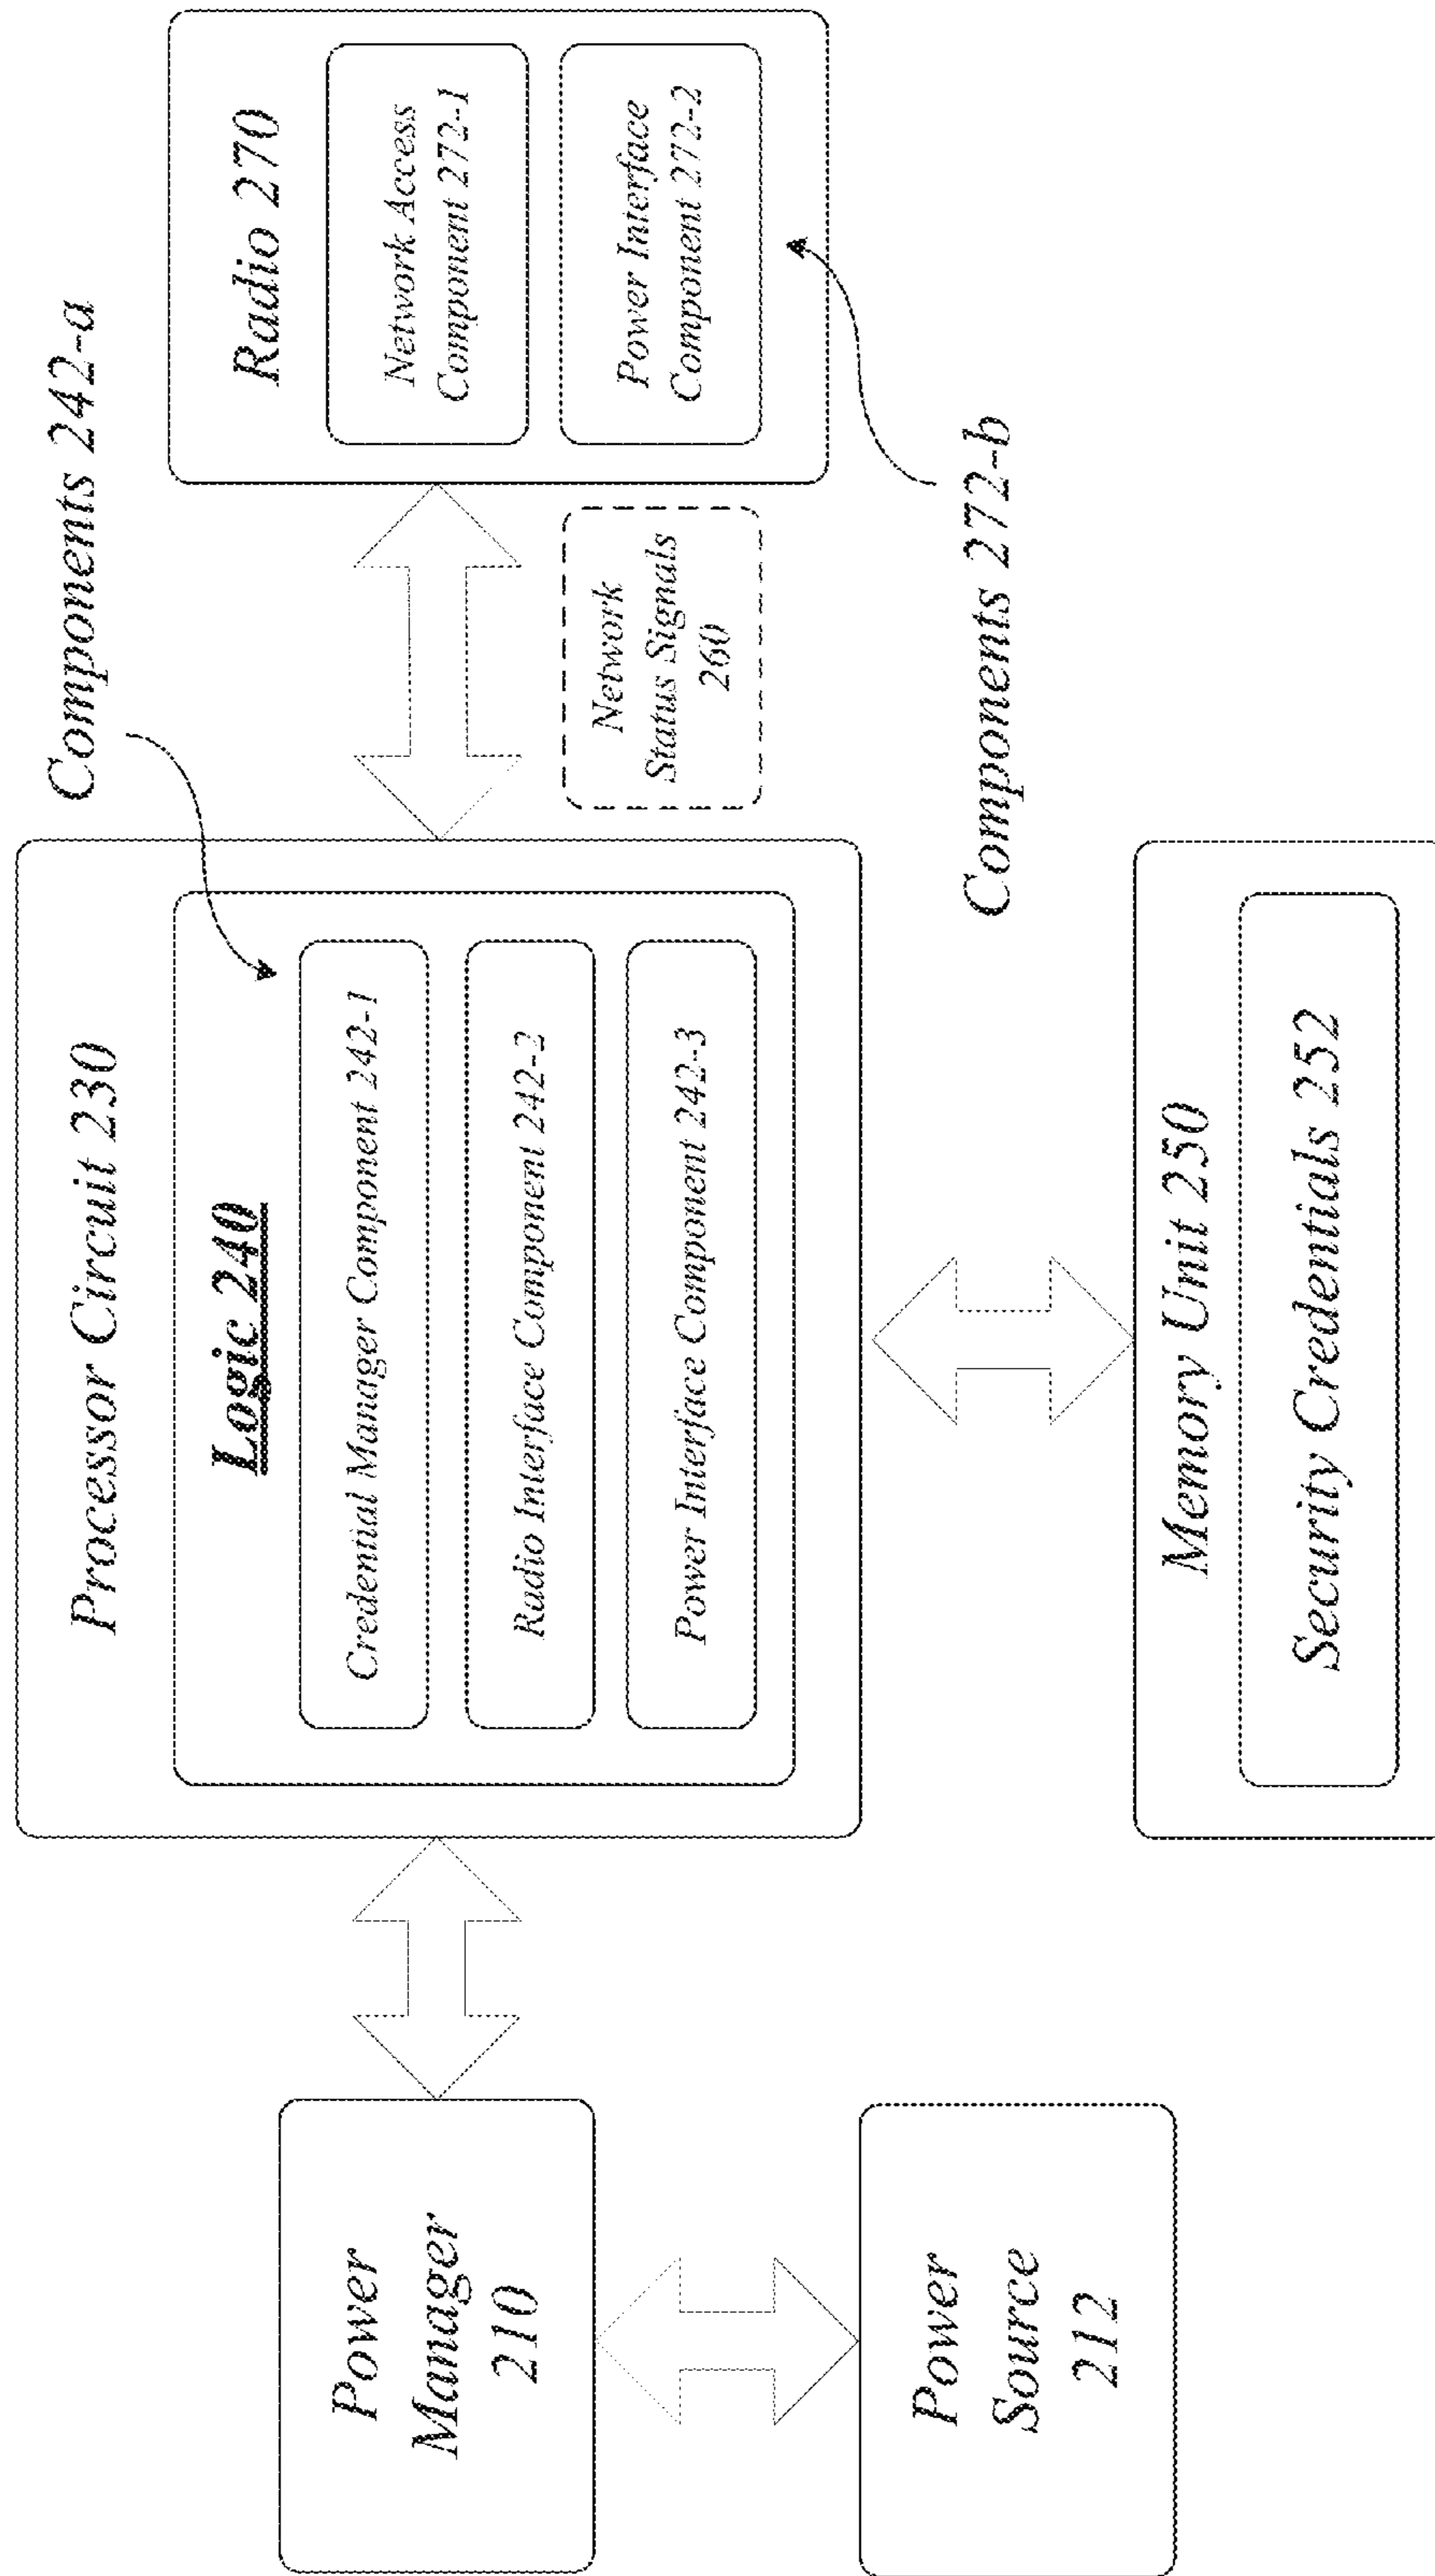 Components 242-a
Processor Circuit 230
Logic 240
Credential Manager Component 242-1
Radio Interface Component 242-2
Power Interface Component 242-3
Radio 270
Network Access
Component 272-1
Power Interface
Component 272-2
Network
Status Signals
260
Components 272-b
Power
Manager
210
Power
Source
212
Memory Unit 250
Security Credentials 252